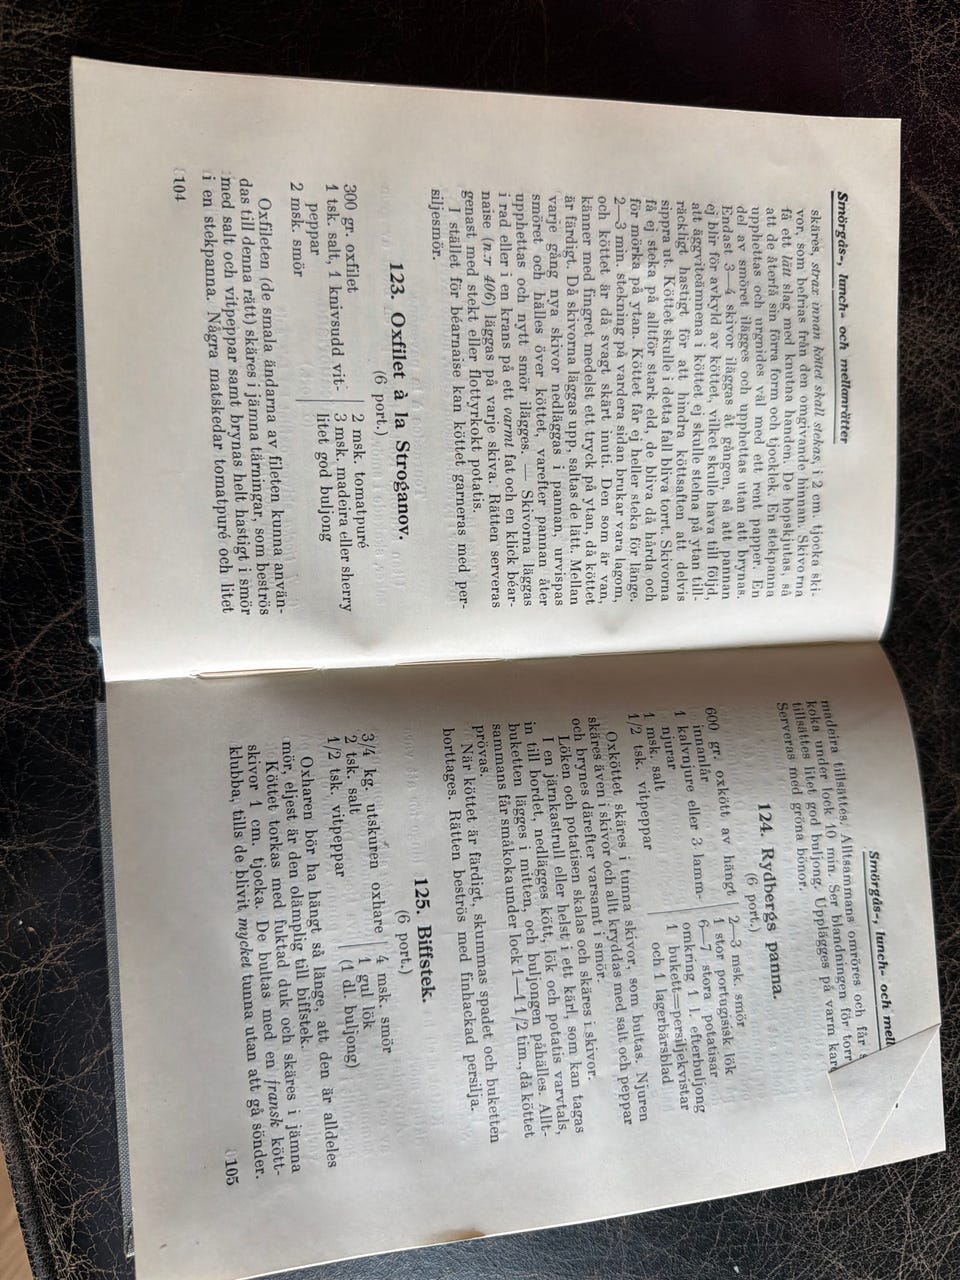 Smörgås-, lunch- och mellanrätter
skäres, strax innan köttet skall stekas, i 2 cm. tjocka ski-
vor, som befrias från den omgivande hinnan. Skivorna
få ett lätt slag med knutna handen. De hopskjutas, så
att de återfå sin förra form och tjocklek. En stekpanna
upphettas och urgnides väl med ett rent papper. En
del av smöret ilägges och upphettas utan att brynas.
Endast 3—4 skivor iläggas åt gången, så att pannan
ej blir för avkyld av köttet, vilket skulle hava till följd,
att äggviteämnena i köttet ej skulle stelna på ytan till-
räckligt hastigt för att hindra köttsaften att delvis
sippra ut. Köttet skulle i detta fall bliva torrt. Skivorna
få ej steka på alltför stark eld, de bliva då hårda och
för mörka på ytan. Köttet får ej heller steka för länge.
2—3 min. stekning på vardera sidan brukar vara lagom,
och köttet är då svagt skärt inuti. Den som är van,
känner med fingret medelst ett tryck på ytan, då köttet
är färdigt. Då skivorna läggas upp, saltas de lätt. Mellan
varje gång nya skivor nedläggas i pannan, urvispas
smöret och hälles över köttet, varefter pannan åter
upphettas och nytt smör ilägges. — Skivorna läggas
i rad eller i en krans på ett varmt fat och en klick béar-
naise (n:r 406) läggas på varje skiva. Rätten serveras
genast med stekt eller flottyrkokt potatis.
I stället för béarnaise kan köttet garneras med per-
siljesmör.
123. Oxfilet à la Stroganov.
(6 port.)
300 gr. oxfilet
1 tsk. salt, 1 knivsudd vit-
peppar
2 msk. smör
2 msk. tomatpuré
3 msk. madeira eller sherry
litet god buljong
Oxfileten (de smala ändarna av fileten kunna använ-
das till denna rätt) skäres i jämna tärningar, som beströs
med salt och vitpeppar samt brynas helt hastigt i smör
i en stekpanna. Några matskedar tomatpuré och litet
104
Smörgås-, lunch- och
madeira tillsättes. Alltsammans omröres och får
koka under lock 10 min. Ser blandningen för torr
tillsättes litet god buljong. Upplägges på varm
Serveras med gröna bönor.
124. Rydbergs panna.
(6 port.)
600 gr. oxkött av hängt
innanlår
1 kalvnjure eller 3 lamm-
njurar
1 msk. salt
1/2 tsk. vitpeppar
2—3 msk. smör
1 stor portugisisk lök
6—7 stora potatisar
omkring 1 l. efterbuljong
1 bukett=persiljekvistar
och 1 lagerbärsblad
Oxköttet skäres i tunna skivor, som bultas. Njuren
skäres även i skivor och allt kryddas med salt och peppar
och brynes därefter varsamt i smör.
Löken och potatisen skalas och skäres i skivor.
I en järnkastrull eller helst i ett kärl, som kan tagas
in till bordet, nedlägges kött, lök och potatis varvtals,
buketten lägges i mitten, och buljongen påhälles. Allt-
sammans får småkoka under lock 1—1 1/2 tim., då köttet
prövas.
När köttet är färdigt, skummas spadet och buketten
borttages. Rätten beströs med finhackad persilja.
125. Biffstek.
(6 port.)
3/4 kg. utskuren oxhare
2 tsk. salt
1/2 tsk. vitpeppar
4 msk. smör
1 gul lök
(1 dl. buljong)
Oxharen bör ha hängt så länge, att den är alldeles
mör, eljest är den olämplig till biffstek.
Köttet torkas med fuktad duk och skäres i jämna
skivor 1 cm. tjocka. De bultas med en fransk kött-
klubba, tills de blivit mycket tunna utan att gå sönder.
105